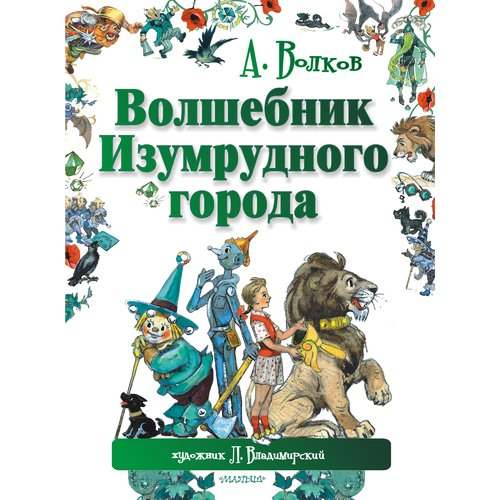 А. Волков
Волшебник
Изумрудного
города
художник Л. Владимирский
«МАЛЫШ»